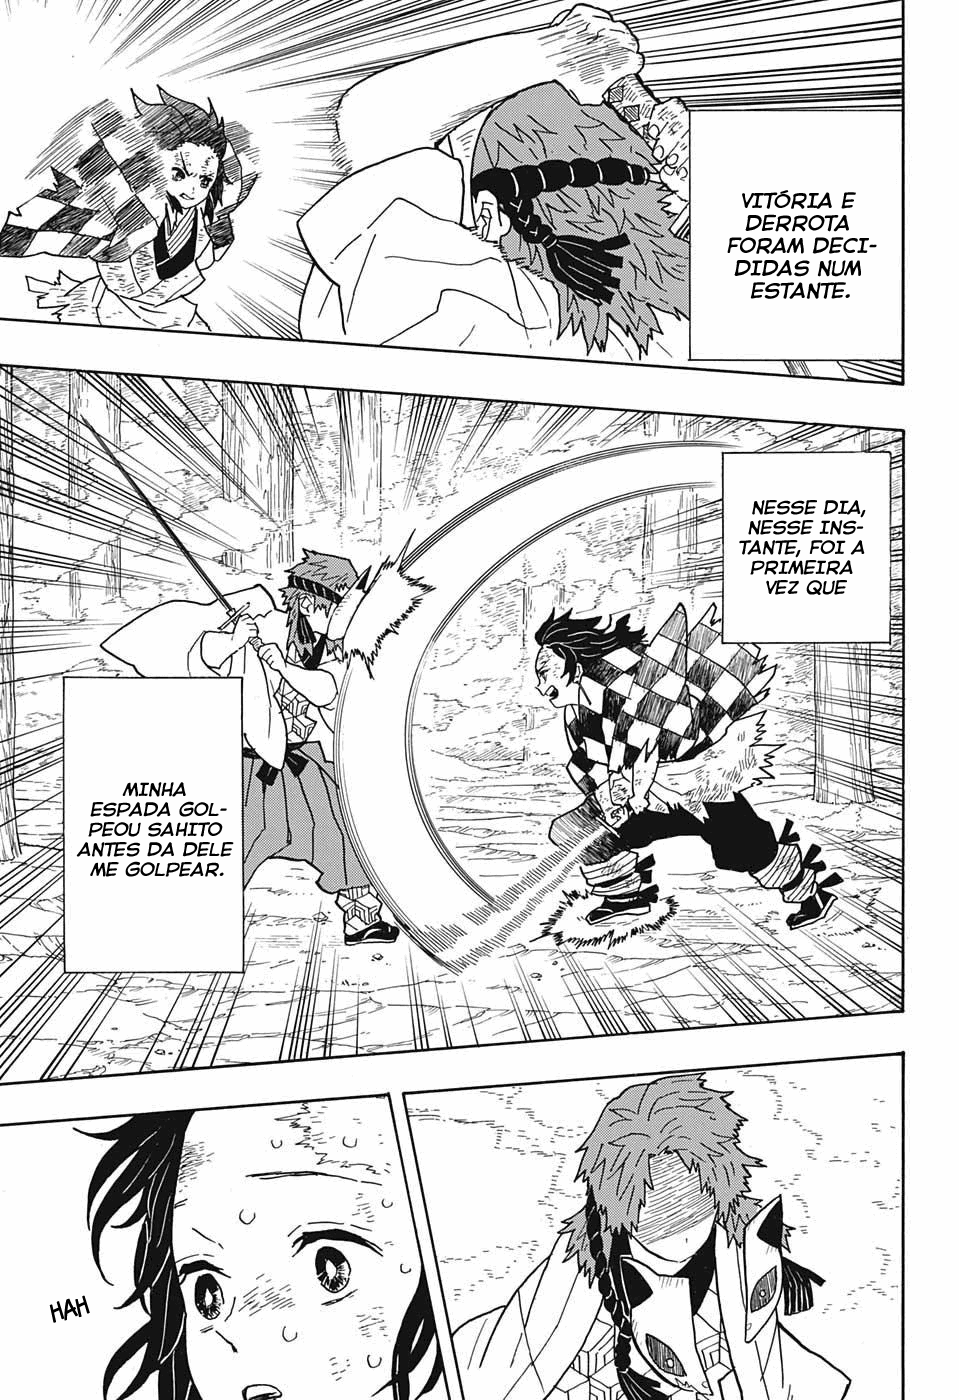 VITÓRIA E
DERROTA
FORAM DECI-
DIDAS NUM
ESTANTE.
NESSE DIA,
NESSE INS-
TANTE, FOI A
PRIMEIRA
VEZ QUE
MINHA
ESPADA GOL-
PEOU SAHITO
ANTES DA DELE
ME GOLPEAR.
HAH